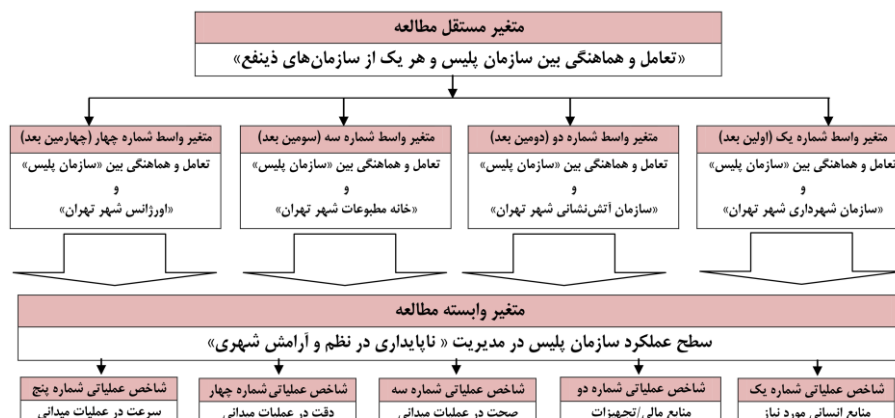 متغیر مستقل مطالعه
«تعامل و هماهنگی بین سازمان پلیس و هر یک از سازمان‌های ذینفع»
متغیر واسط شماره یک (اولین بعد)
تعامل و هماهنگی بین «سازمان پلیس»
و
«سازمان شهرداری شهر تهران»
متغیر واسط شماره دو (دومین بعد)
تعامل و هماهنگی بین «سازمان پلیس»
و
«سازمان آتش‌نشانی شهر تهران»
متغیر واسط شماره سه (سومین بعد)
تعامل و هماهنگی بین «سازمان پلیس»
و
«خانه مطبوعات شهر تهران»
متغیر واسط شماره چهار (چهارمین بعد)
تعامل و هماهنگی بین «سازمان پلیس»
و
«اورژانس شهر تهران»
متغیر وابسته مطالعه
سطح عملکرد سازمان پلیس در مدیریت « ناپایداری در نظم و آرامش شهری»
شاخص عملیاتی شماره یک
منابع انسانی مورد نیاز
شاخص عملیاتی شماره دو
منابع مالی/تجهیزات
شاخص عملیاتی شماره سه
صحت در عملیات میدانی
شاخص عملیاتی شماره چهار
دقت در عملیات میدانی
شاخص عملیاتی شماره پنج
سرعت در عملیات میدانی